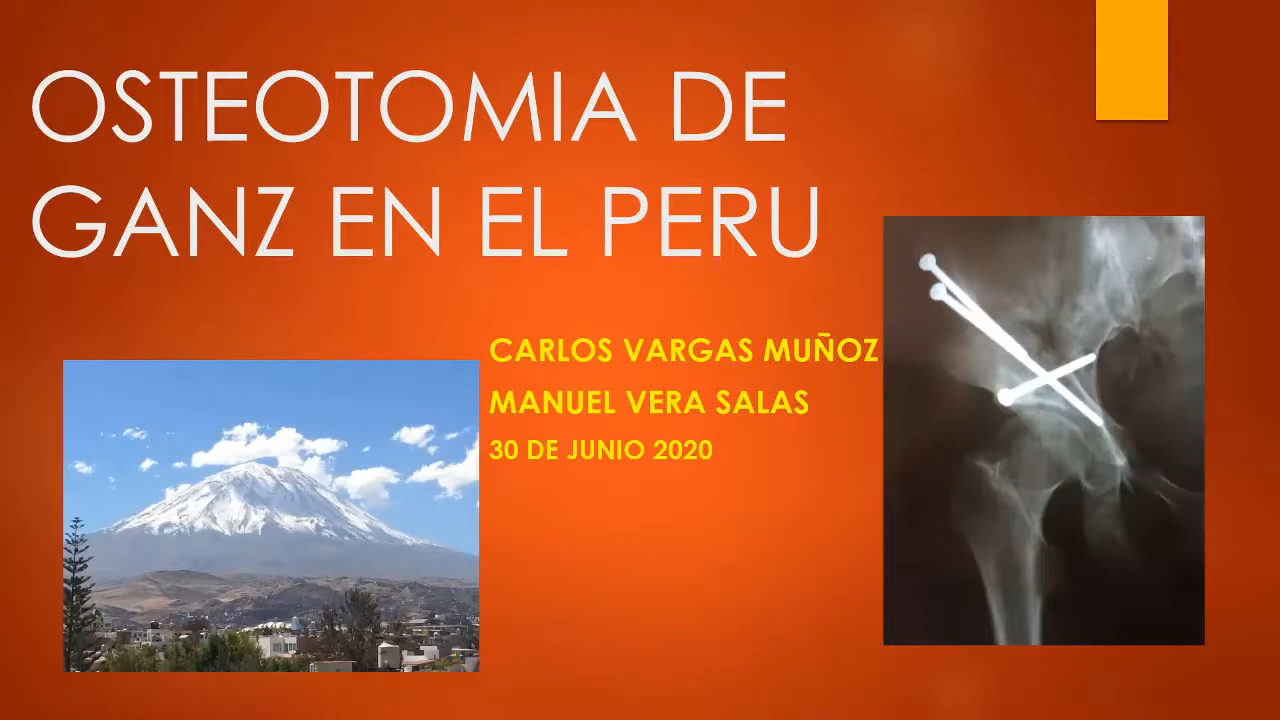 OSTEOTOMIA DE
GANZ EN EL PERU
CARLOS VARGAS MUÑOZ
MANUEL VERA SALAS
30 DE JUNIO 2020